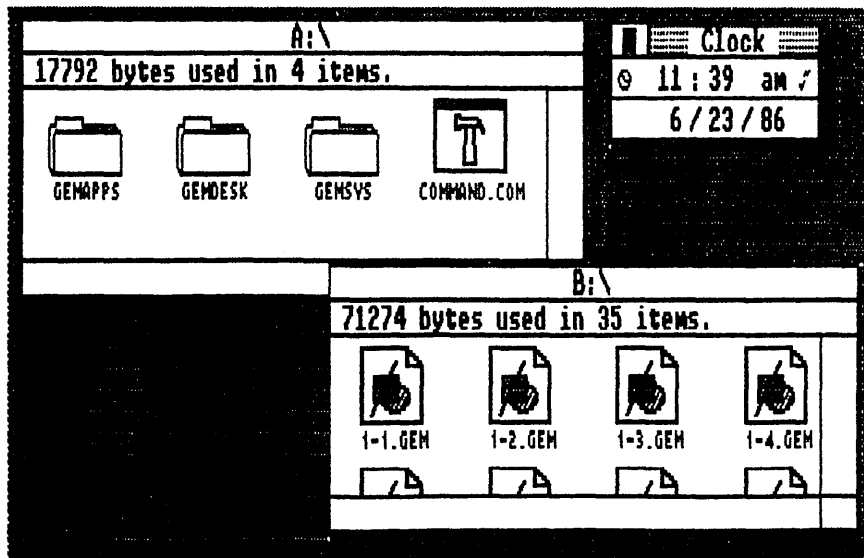 A:\
17792 bytes used in 4 items.
GEMAPPS GEMDESK GEMSYS COMMAND.COM
Clock
11:39 am
6/23/86
B:\
71274 bytes used in 35 items.
1-1.GEM 1-2.GEM 1-3.GEM 1-4.GEM